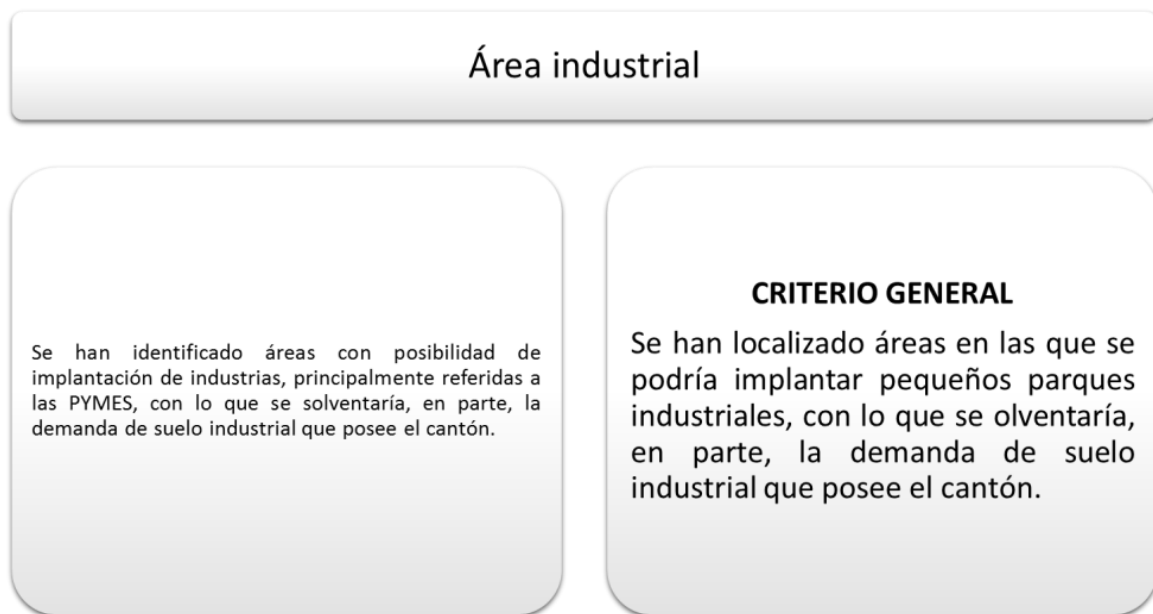 Área industrial
Se han identificado áreas con posibilidad de
implantación de industrias, principalmente referidas a
las PYMES, con lo que se solventaría, en parte, la
demanda de suelo industrial que posee el cantón.
CRITERIO GENERAL
Se han localizado áreas en las que se
podría implantar pequeños parques
industriales, con lo que se olventaría,
en parte, la demanda de suelo
industrial que posee el cantón.